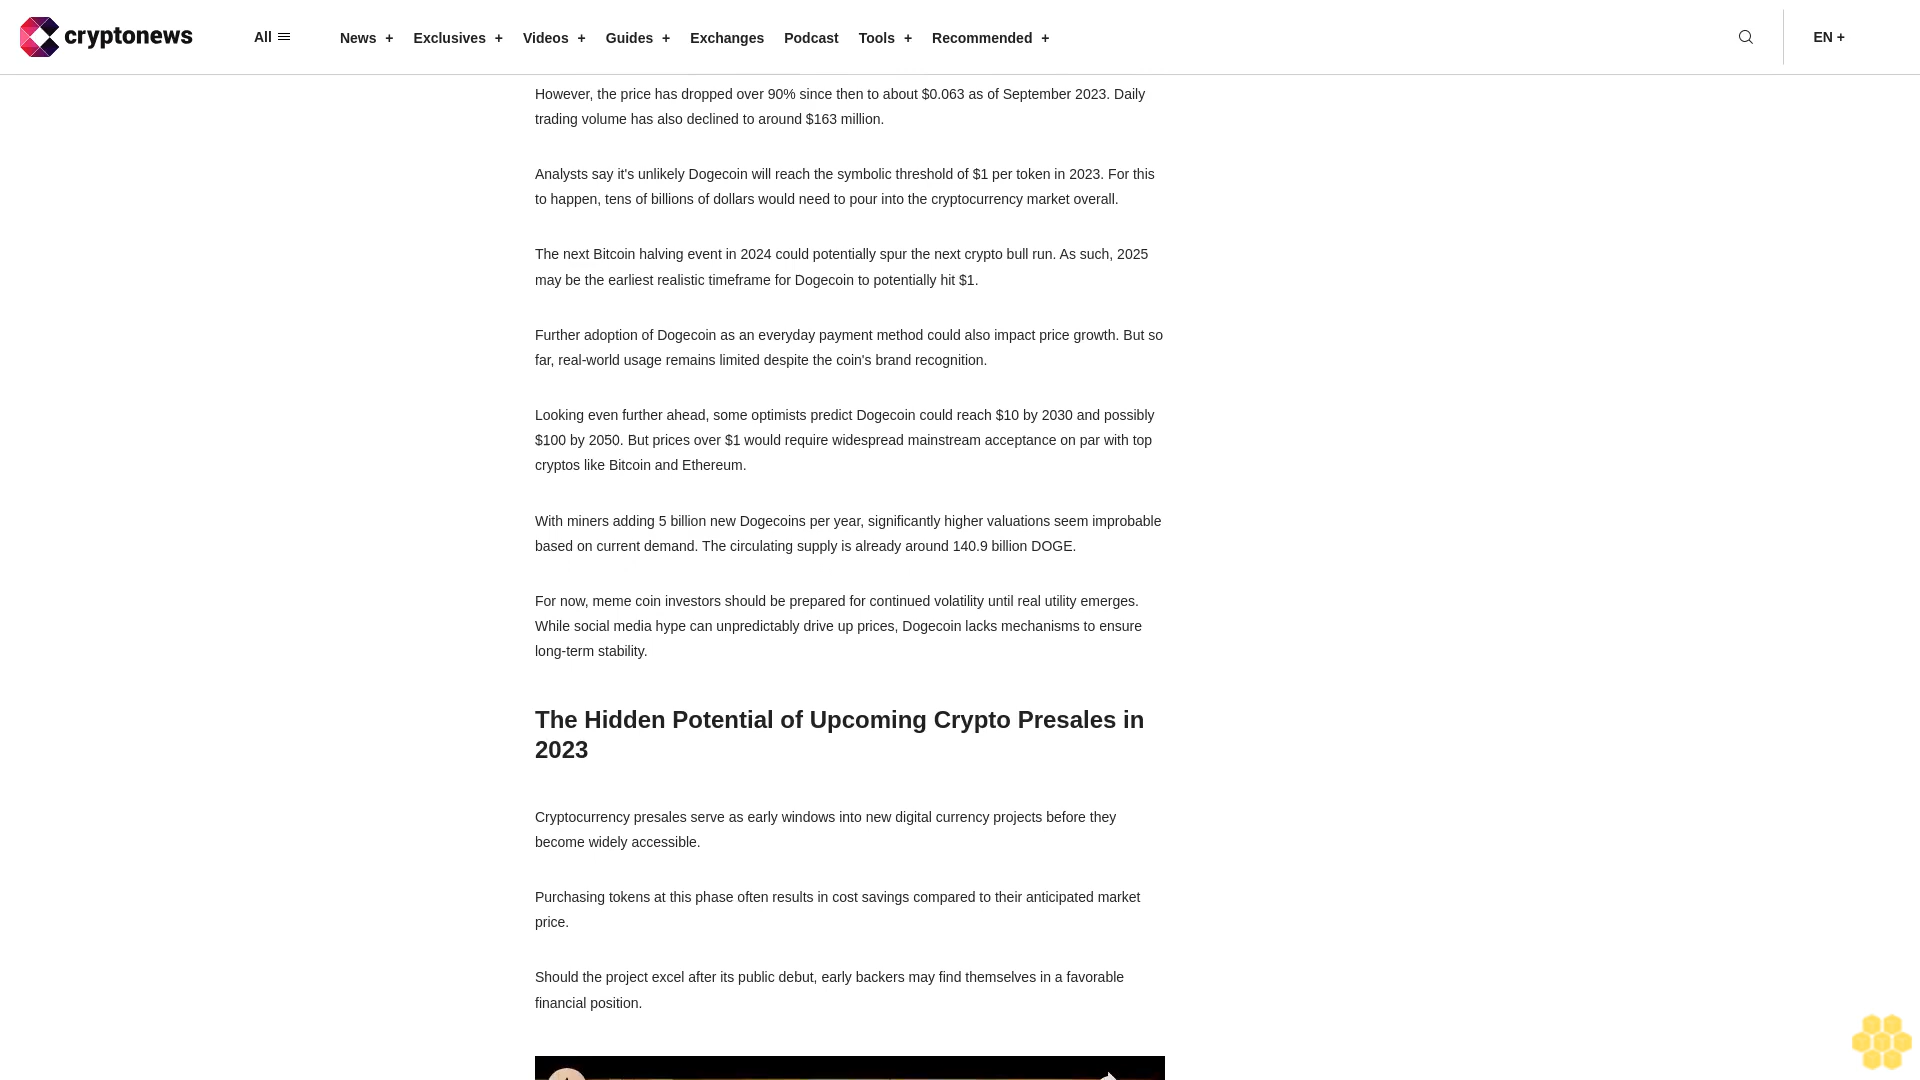 cryptonews
All
News +
Exclusives +
Videos +
Guides +
Exchanges
Podcast
Tools +
Recommended +
EN +
However, the price has dropped over 90% since then to about $0.063 as of September 2023. Daily
trading volume has also declined to around $163 million.
Analysts say it's unlikely Dogecoin will reach the symbolic threshold of $1 per token in 2023. For this
to happen, tens of billions of dollars would need to pour into the cryptocurrency market overall.
The next Bitcoin halving event in 2024 could potentially spur the next crypto bull run. As such, 2025
may be the earliest realistic timeframe for Dogecoin to potentially hit $1.
Further adoption of Dogecoin as an everyday payment method could also impact price growth. But so
far, real-world usage remains limited despite the coin's brand recognition.
Looking even further ahead, some optimists predict Dogecoin could reach $10 by 2030 and possibly
$100 by 2050. But prices over $1 would require widespread mainstream acceptance on par with top
cryptos like Bitcoin and Ethereum.
With miners adding 5 billion new Dogecoins per year, significantly higher valuations seem improbable
based on current demand. The circulating supply is already around 140.9 billion DOGE.
For now, meme coin investors should be prepared for continued volatility until real utility emerges.
While social media hype can unpredictably drive up prices, Dogecoin lacks mechanisms to ensure
long-term stability.
The Hidden Potential of Upcoming Crypto Presales in
2023
Cryptocurrency presales serve as early windows into new digital currency projects before they
become widely accessible.
Purchasing tokens at this phase often results in cost savings compared to their anticipated market
price.
Should the project excel after its public debut, early backers may find themselves in a favorable
financial position.